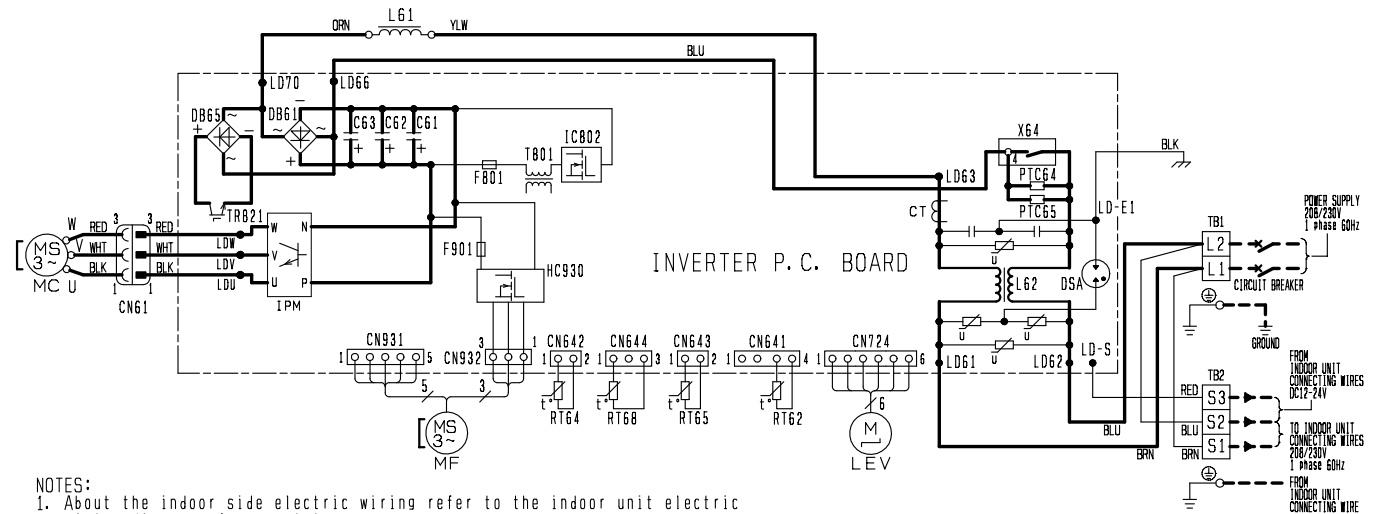 L61
ORN
YLW
BLU
LD70
LD66
DB65
DB61
~
−
+
−
~
~
~
+
C63
C62
C61
+
+
+
IC802
T801
F801
X64
4
BLK
LD63
PTC64
PTC65
LD-E1
CT
TR821
W
RED
3
3
RED
LDW
W
N
MS
3~
V
WHT
WHT
LDV
V
F901
BLK
BLK
LDU
U
P
MC
U
1
1
CN61
IPM
HC930
INVERTER P.C. BOARD
U
L62
DSA
TB1
L2
L1
POWER SUPPLY
208/230V
1 phase 60Hz
CIRCUIT BREAKER
GROUND
U
U
LD-S
LD61
LD62
CN931
1
5
CN932
3
1
CN642
1
2
CN644
1
3
CN643
1
2
CN641
1
4
CN724
1
6
5
3
t°
RT64
t°
RT68
t°
RT65
t°
RT62
6
MS
3~
MF
M
LEV
TB2
RED
S3
BLU
BLU
S2
BRN
BRN
S1
FROM
INDOOR UNIT
CONNECTING WIRES
DC12-24V
TO INDOOR UNIT
CONNECTING WIRES
208/230V
1 phase 60Hz
FROM
INDOOR UNIT
CONNECTING WIRE
NOTES:
1. About the indoor side electric wiring refer to the indoor unit electric